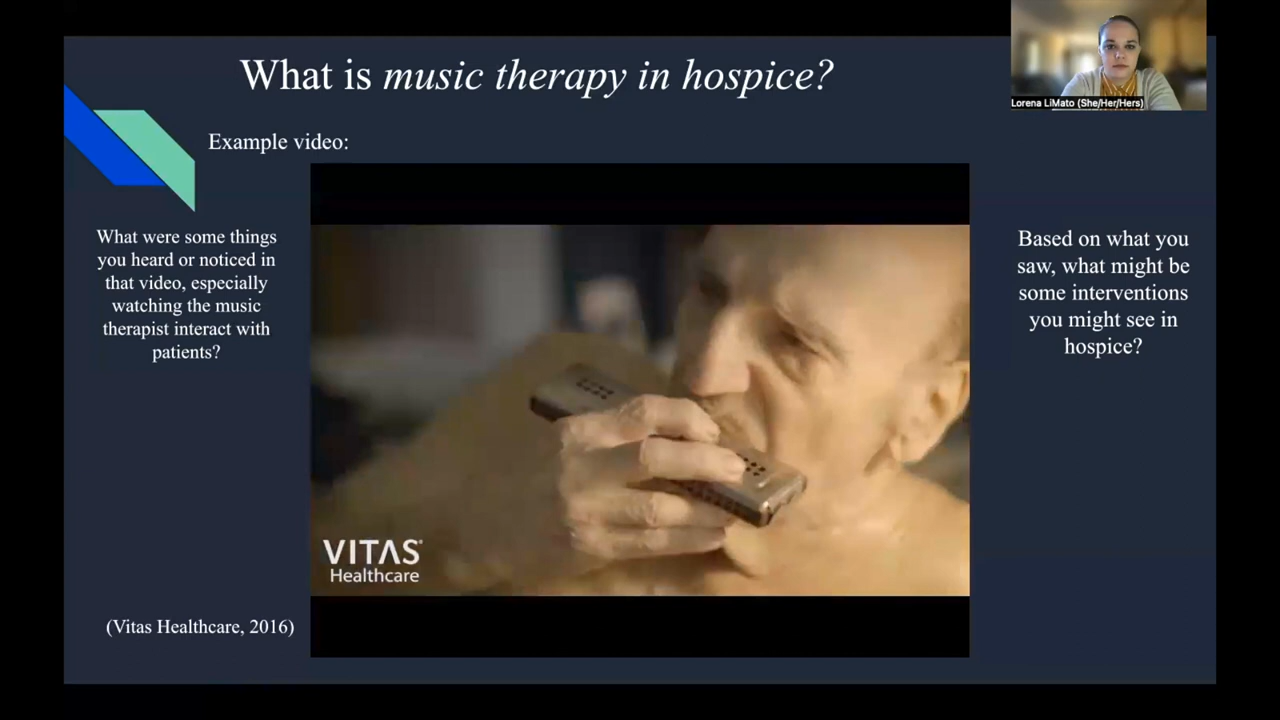 What is music therapy in hospice?
Lorena LiMato (She/Her/Hers)
Example video:
What were some things
you heard or noticed in
that video, especially
watching the music
therapist interact with
patients?
Based on what you
saw, what might be
some interventions
you might see in
hospice?
VITAS®
Healthcare
(Vitas Healthcare, 2016)